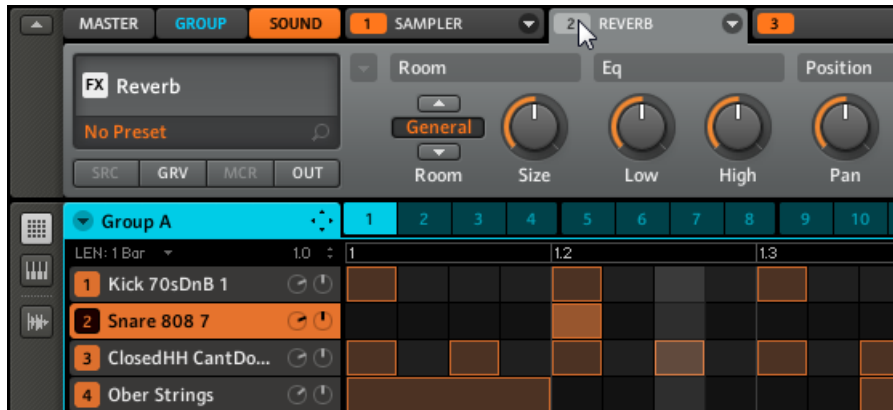 MASTER GROUP SOUND 1 SAMPLER 2 REVERB 3
Room Eq Position
FX Reverb
General
No Preset
SRC GRV MCR OUT Room Size Low High Pan
Group A 1 2 3 4 5 6 7 8 9 10
LEN: 1 Bar 1.0 1 1.2 1.3
1 Kick 70sDnB 1
2 Snare 808 7
3 ClosedHH CantDo...
4 Ober Strings